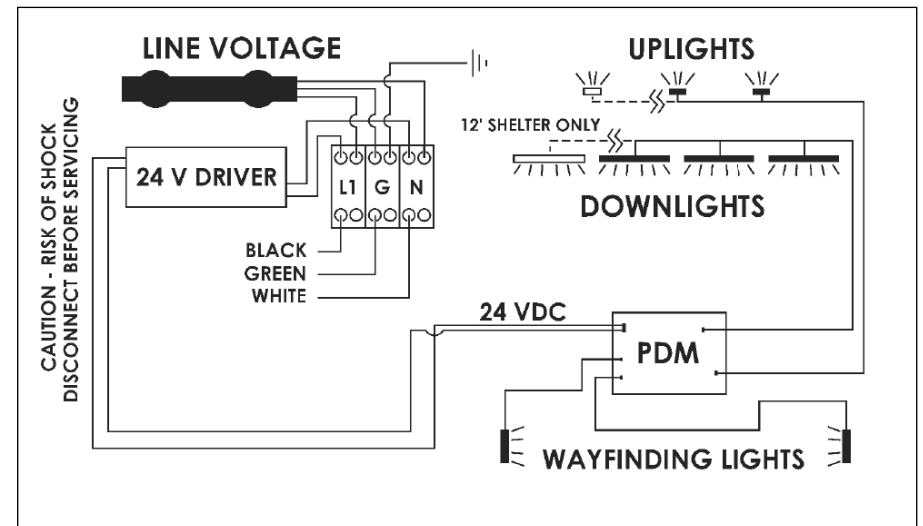 LINE VOLTAGE
UPLIGHTS
12' SHELTER ONLY
CAUTION - RISK OF SHOCK
DISCONNECT BEFORE SERVICING
24 V DRIVER
L1 G N
DOWNLIGHTS
BLACK
GREEN
WHITE
24 VDC
PDM
WAYFINDING LIGHTS